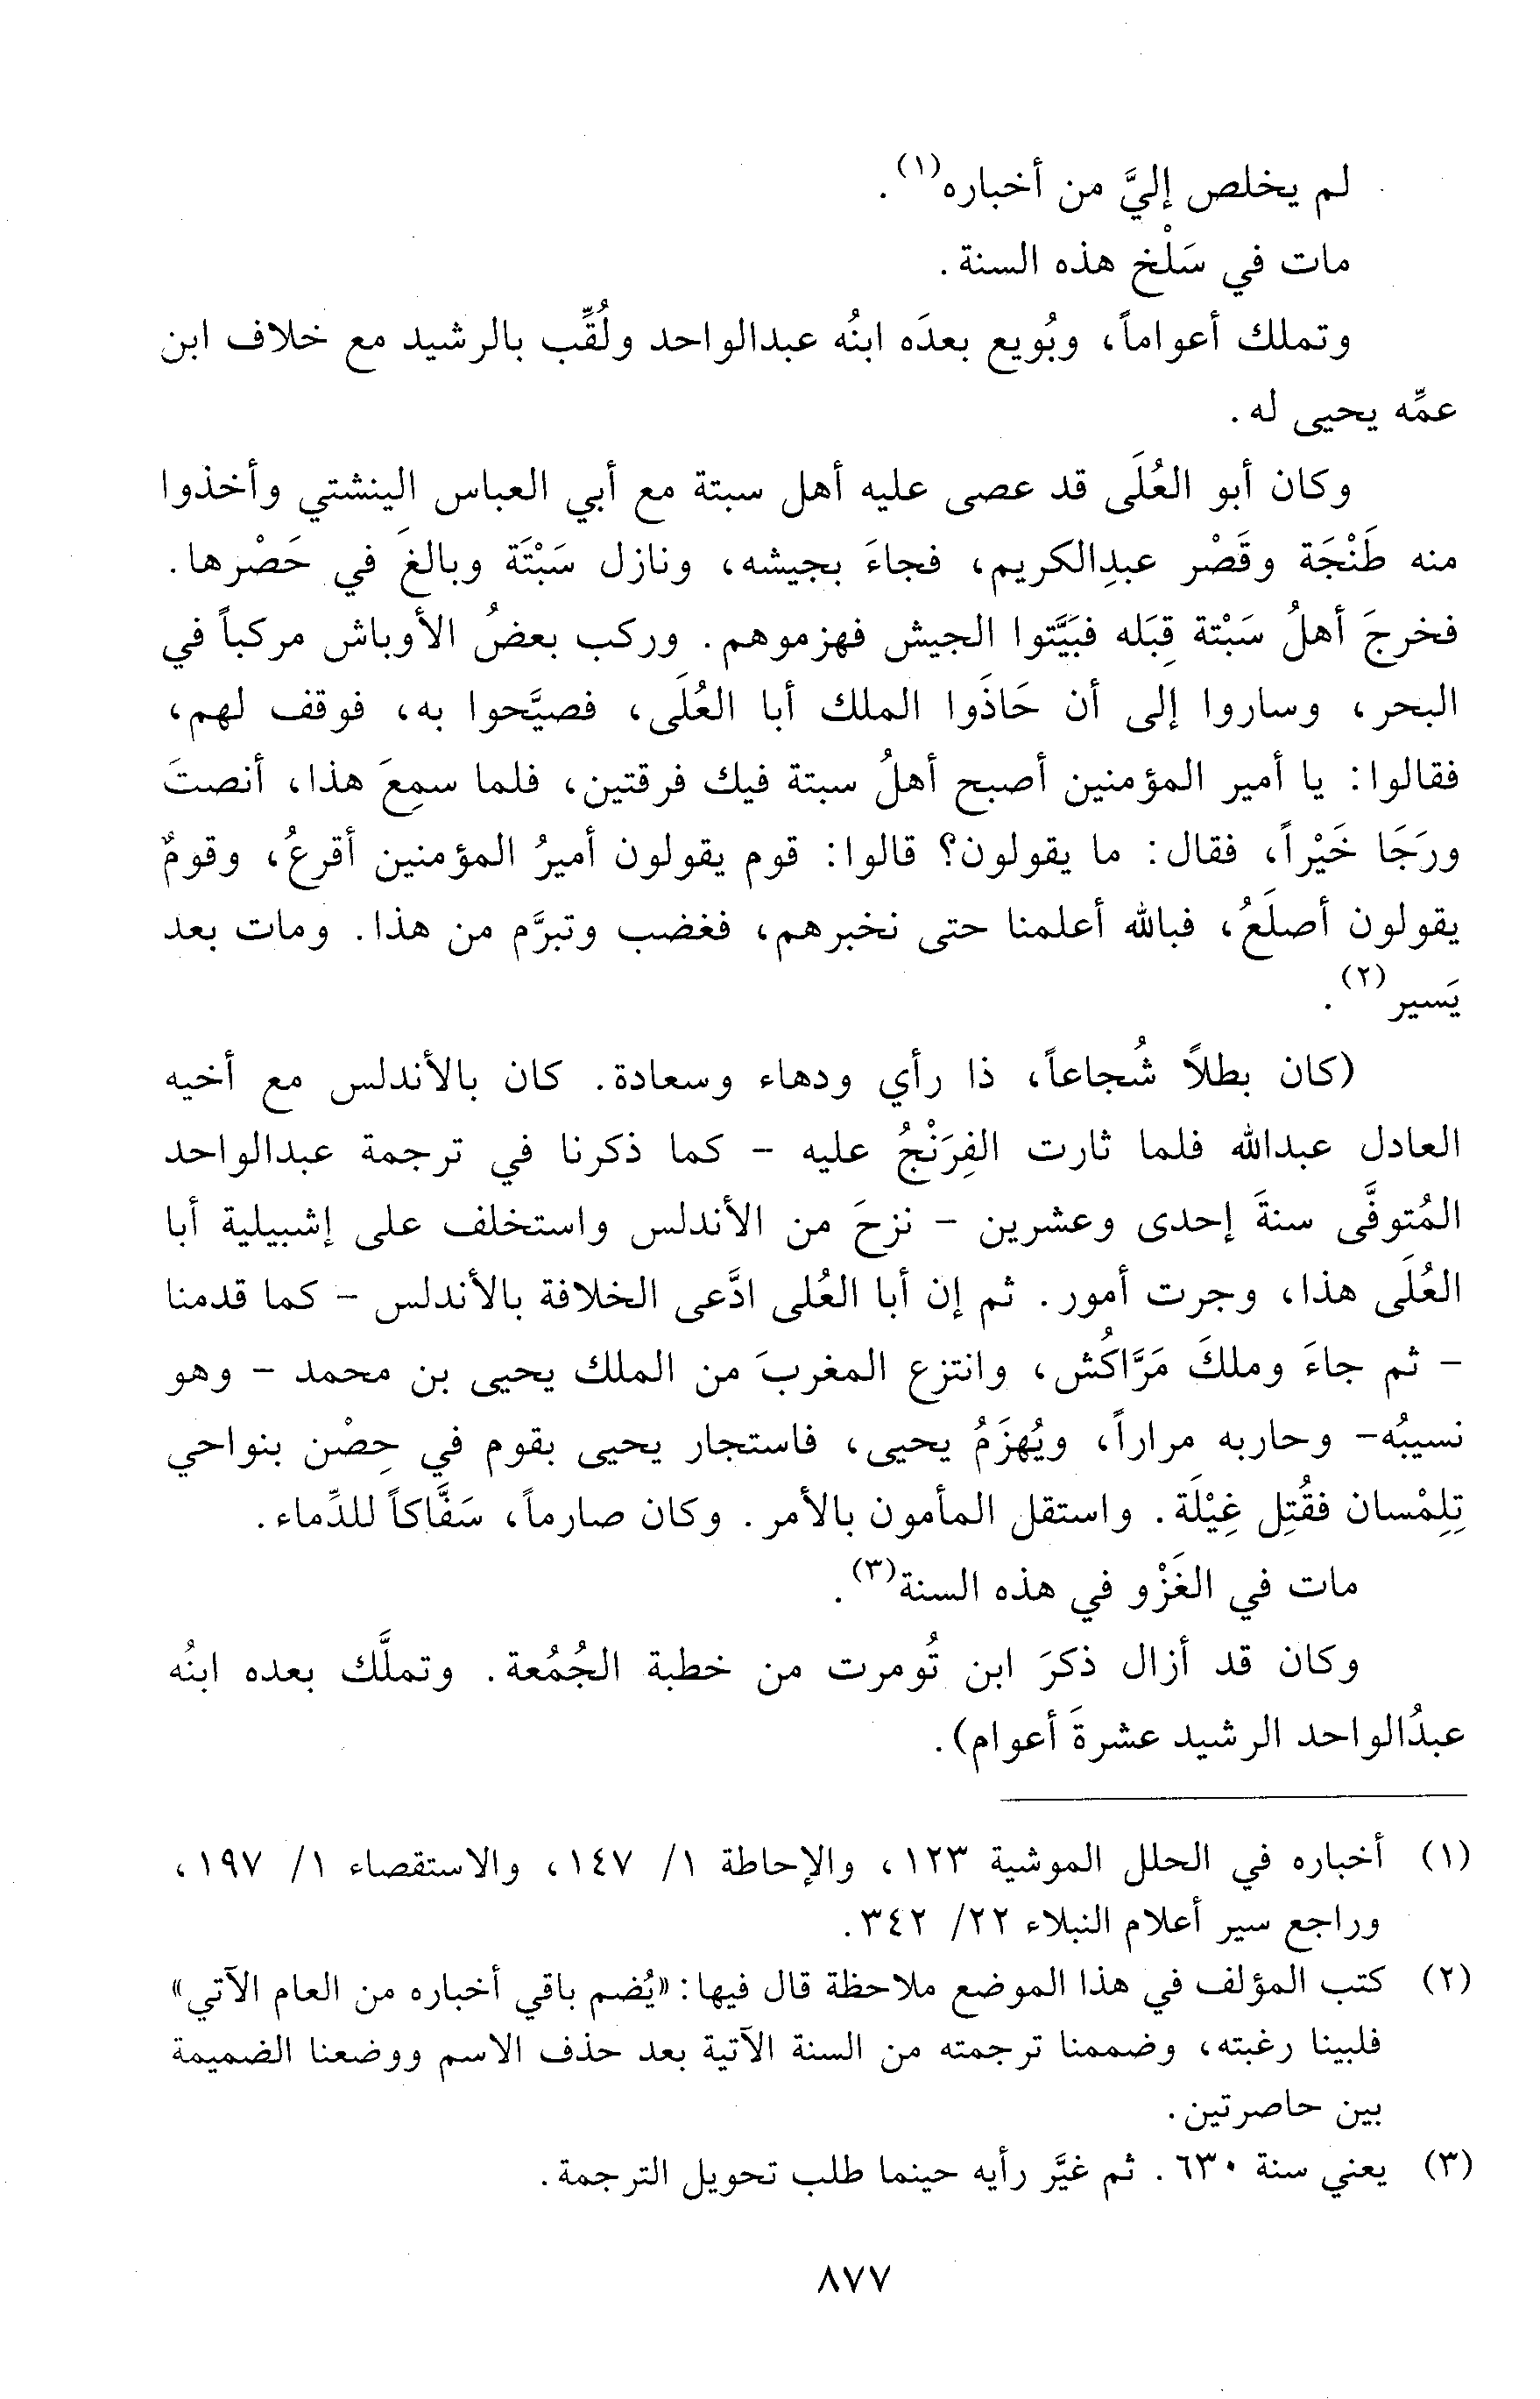 لم يخلص إليَّ من أخباره(١).
مات في سَلْخ هذه السنة.
وتملك أعواماً، وبُويع بعدَه ابنُه عبدالواحد ولُقِّب بالرشيد مع خلاف ابن
عمِّه يحيى له.
وكان أبو العُلَى قد عصى عليه أهل سبتة مع أبي العباس الينشتي وأخذوا
منه طَنْجَة وقَصْر عبدِالكريم، فجاءَ بجيشه، ونازل سَبْتَة وبالغَ في حَصْرها.
فخرجَ أهلُ سَبْتة قِبَله فبَيَّتوا الجيش فهزموهم. وركب بعضُ الأوباش مركباً في
البحر، وساروا إلى أن حَاذَوا الملك أبا العُلَى، فصيَّحوا به، فوقف لهم،
فقالوا: يا أمير المؤمنين أصبح أهلُ سبتة فيك فرقتين، فلما سمِعَ هذا، أنصتَ
ورَجَا خَيْراً، فقال: ما يقولون؟ قالوا: قوم يقولون أميرُ المؤمنين أقرعُ، وقومٌ
يقولون أصلَعُ، فبالله أعلمنا حتى نخبرهم، فغضب وتبرَّم من هذا. ومات بعد
يَسير(٢).
(كان بطلاً شُجاعاً، ذا رأي ودهاء وسعادة. كان بالأندلس مع أخيه
العادل عبدالله فلما ثارت الفِرَنْجُ عليه - كما ذكرنا في ترجمة عبدالواحد
المُتوفَّى سنةَ إحدى وعشرين - نزحَ من الأندلس واستخلف على إشبيلية أبا
العُلَى هذا، وجرت أمور. ثم إن أبا العُلى ادَّعى الخلافة بالأندلس - كما قدمنا
- ثم جاءَ وملكَ مَرَّاكُش، وانتزع المغربَ من الملك يحيى بن محمد - وهو
نسيبُه- وحاربه مراراً، ويُهزَمُ يحيى، فاستجار يحيى بقوم في حِصْن بنواحي
تِلِمْسان فقُتِل غِيْلَة. واستقل المأمون بالأمر. وكان صارماً، سَفَّاكاً للدِّماء.
مات في الغَزْو في هذه السنة(٣).
وكان قد أزال ذكرَ ابن تُومرت من خطبة الجُمُعة. وتملَّك بعده ابنُه
عبدُالواحد الرشيد عشرةَ أعوام).
(١) أخباره في الحلل الموشية ١٢٣، والإحاطة ١/ ١٤٧، والاستقصاء ١/ ١٩٧،
وراجع سير أعلام النبلاء ٢٢/ ٣٤٢.
(٢) كتب المؤلف في هذا الموضع ملاحظة قال فيها: «يُضم باقي أخباره من العام الآتي»
فلبينا رغبته، وضممنا ترجمته من السنة الآتية بعد حذف الاسم ووضعنا الضميمة
بين حاصرتين.
(٣) يعني سنة ٦٣٠. ثم غيَّر رأيه حينما طلب تحويل الترجمة.
٨٧٧